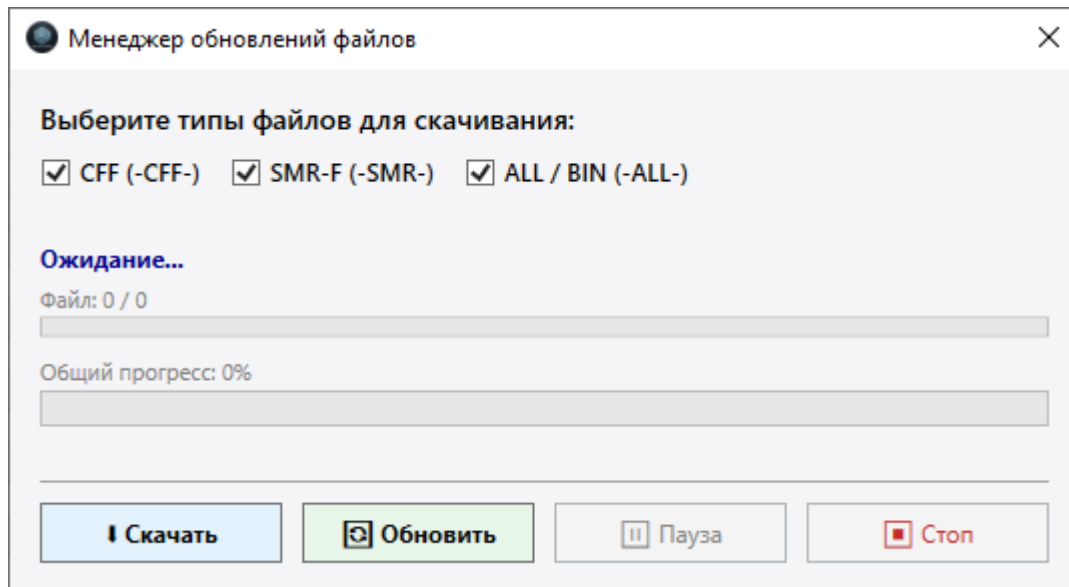 Менеджер обновлений файлов
Выберите типы файлов для скачивания:
CFF (-CFF-) SMR-F (-SMR-) ALL / BIN (-ALL-)
Ожидание...
Файл: 0 / 0
Общий прогресс: 0%
Скачать Обновить Пауза Стоп